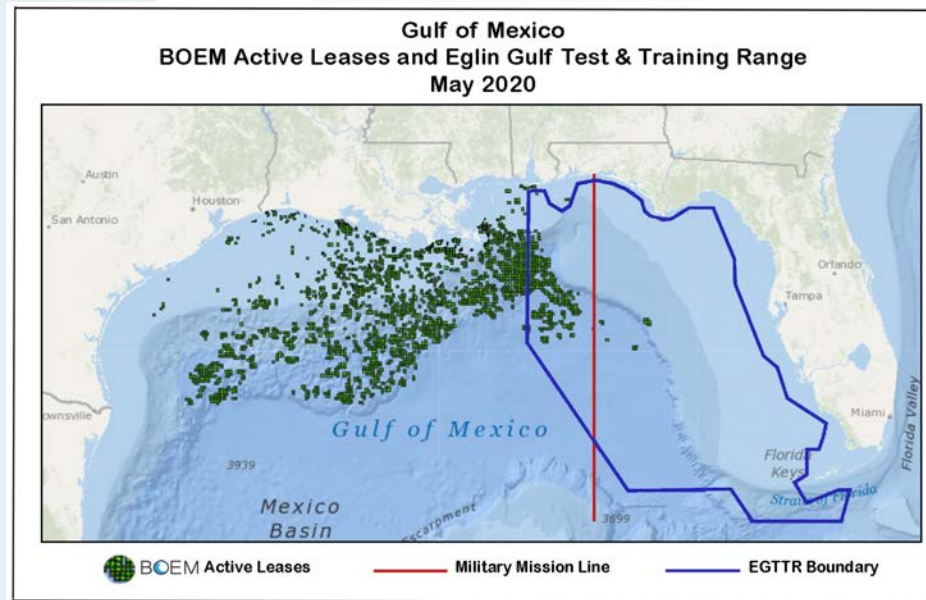 Gulf of Mexico
BOEM Active Leases and Eglin Gulf Test & Training Range
May 2020
Austin
Houston
San Antonio
Orlando
Tampa
ownsville
Gulf of Mexico
Miami
Florida Valley
3939
Florida
Keys
Mexico
Basin
Escarpment
3699
Straits of Florida
BOEM Active Leases
Military Mission Line
EGTTR Boundary